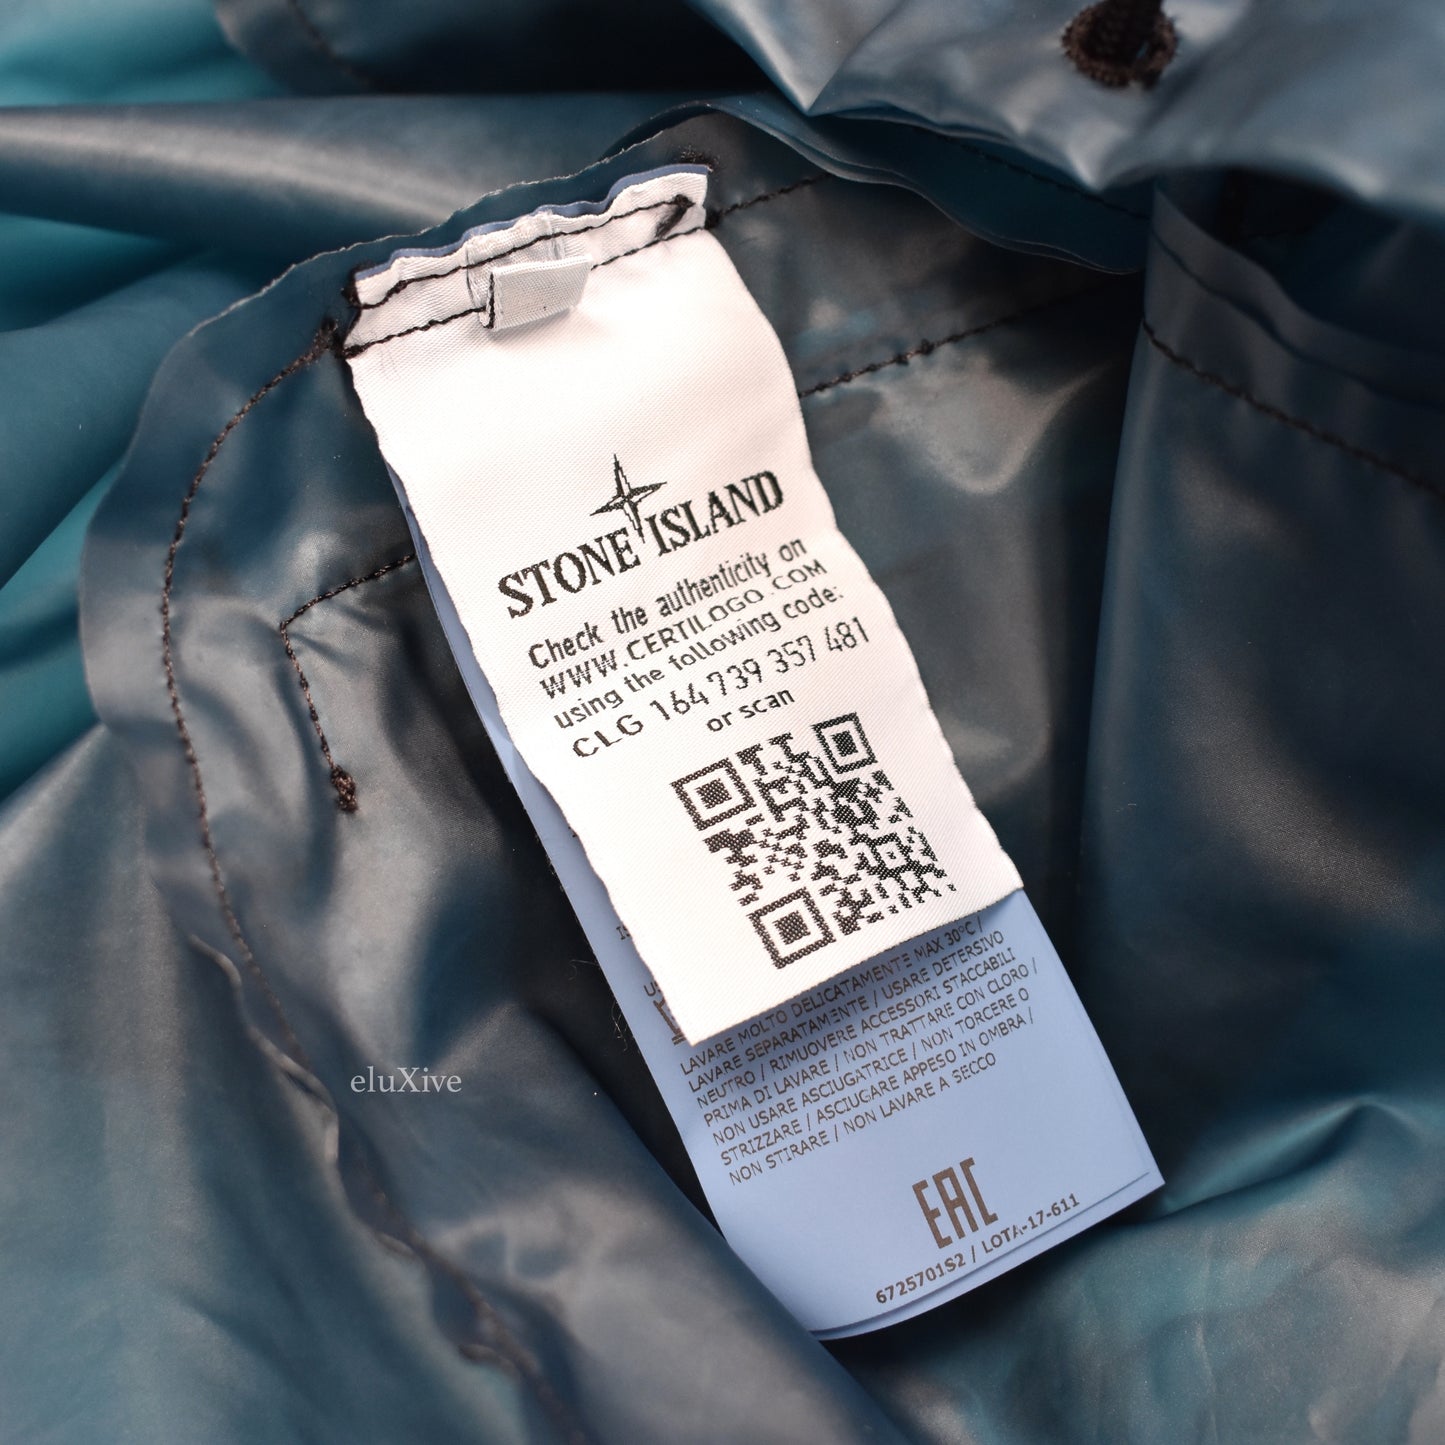 STONE ISLAND
Check the authenticity on
WWW.CERTILOGO.COM
using the following code:
CLG 164 739 357 481
or scan
LAVARE MOLTO DELICATAMENTE MAX 30°C /
LAVARE SEPARATAMENTE / USARE DETERSIVO
NEUTRO / RIMUOVERE ACCESSORI STACCABILI
PRIMA DI LAVARE / NON TRATTARE CON CLORO /
NON USARE ASCIUGATRICE / NON TORCERE O
STRIZZARE / ASCIUGARE APPESO IN OMBRA /
NON STIRARE / NON LAVARE A SECCO
EAC
6725701S2 / LOTA-17-611
eluXive